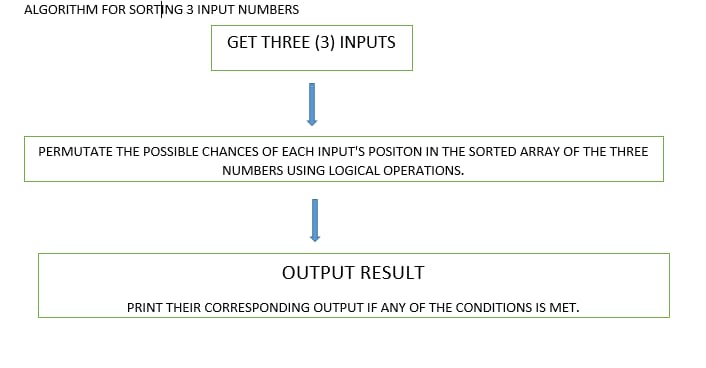 ALGORITHM FOR SORTING 3 INPUT NUMBERS
GET THREE (3) INPUTS
PERMUTATE THE POSSIBLE CHANCES OF EACH INPUT'S POSITON IN THE SORTED ARRAY OF THE THREE
NUMBERS USING LOGICAL OPERATIONS.
OUTPUT RESULT
PRINT THEIR CORRESPONDING OUTPUT IF ANY OF THE CONDITIONS IS MET.